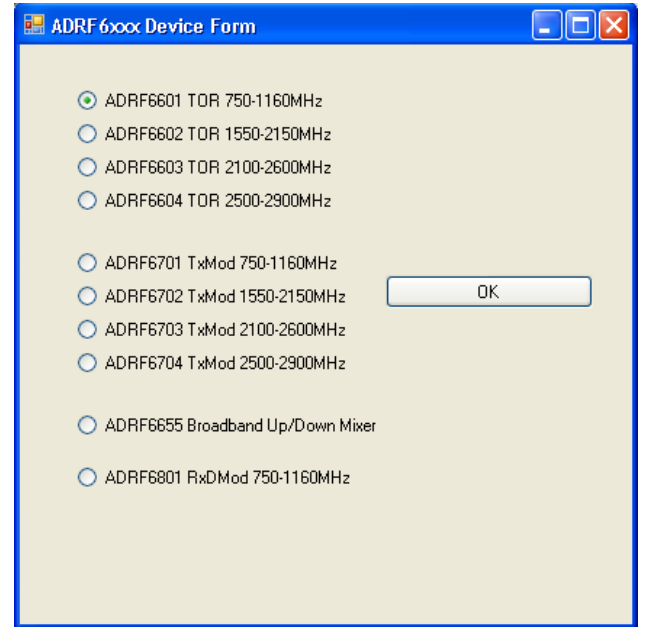 ADRF6xxx Device Form
ADRF6601 TOR 750-1160MHz
ADRF6602 TOR 1550-2150MHz
ADRF6603 TOR 2100-2600MHz
ADRF6604 TOR 2500-2900MHz
ADRF6701 TxMod 750-1160MHz
ADRF6702 TxMod 1550-2150MHz
OK
ADRF6703 TxMod 2100-2600MHz
ADRF6704 TxMod 2500-2900MHz
ADRF6655 Broadband Up/Down Mixer
ADRF6801 RxDMod 750-1160MHz